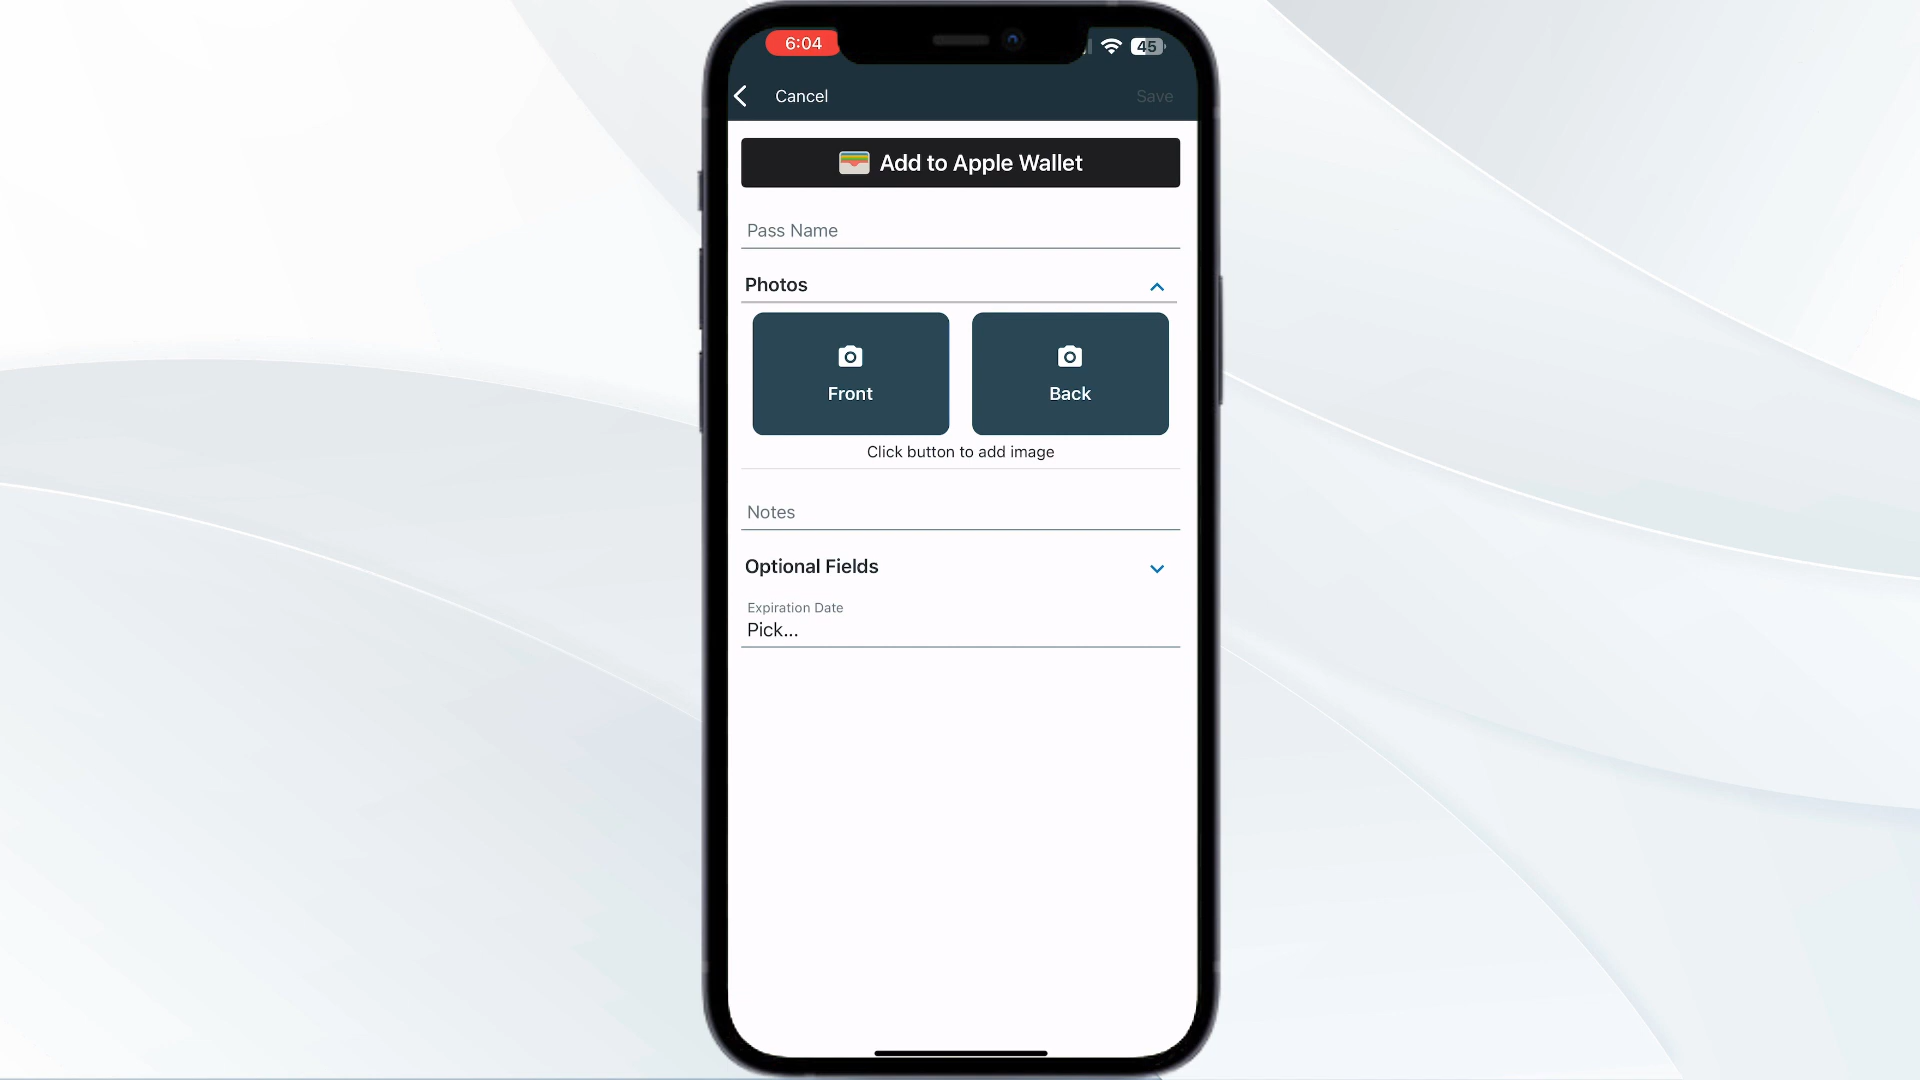 6:04
45
Cancel
Save
Add to Apple Wallet
Pass Name
Photos
Front
Back
Click button to add image
Notes
Optional Fields
Expiration Date
Pick...